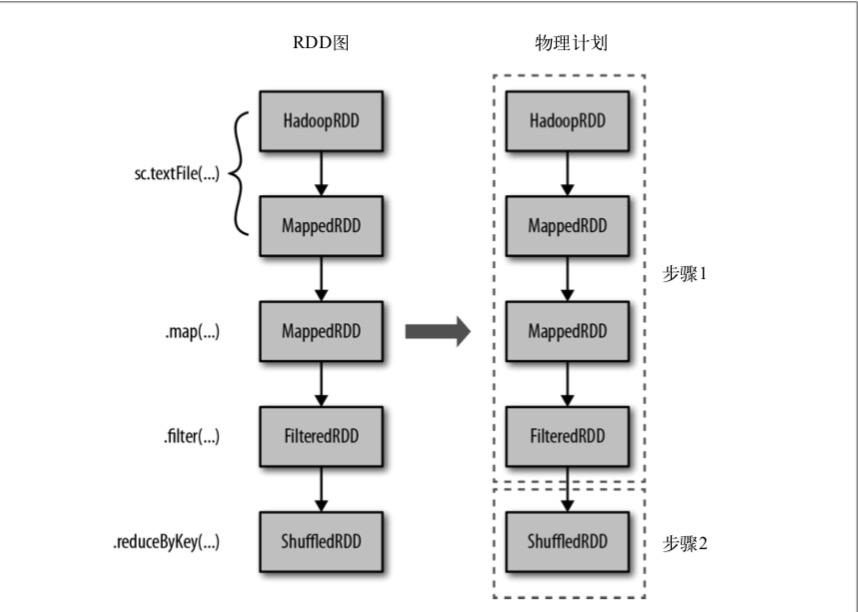 RDD图 物理计划
HadoopRDD HadoopRDD
sc.textFile(...)
MappedRDD MappedRDD
步骤1
.map(...) MappedRDD MappedRDD
.filter(...) FilteredRDD FilteredRDD
.reduceByKey(...) ShuffledRDD ShuffledRDD 步骤2